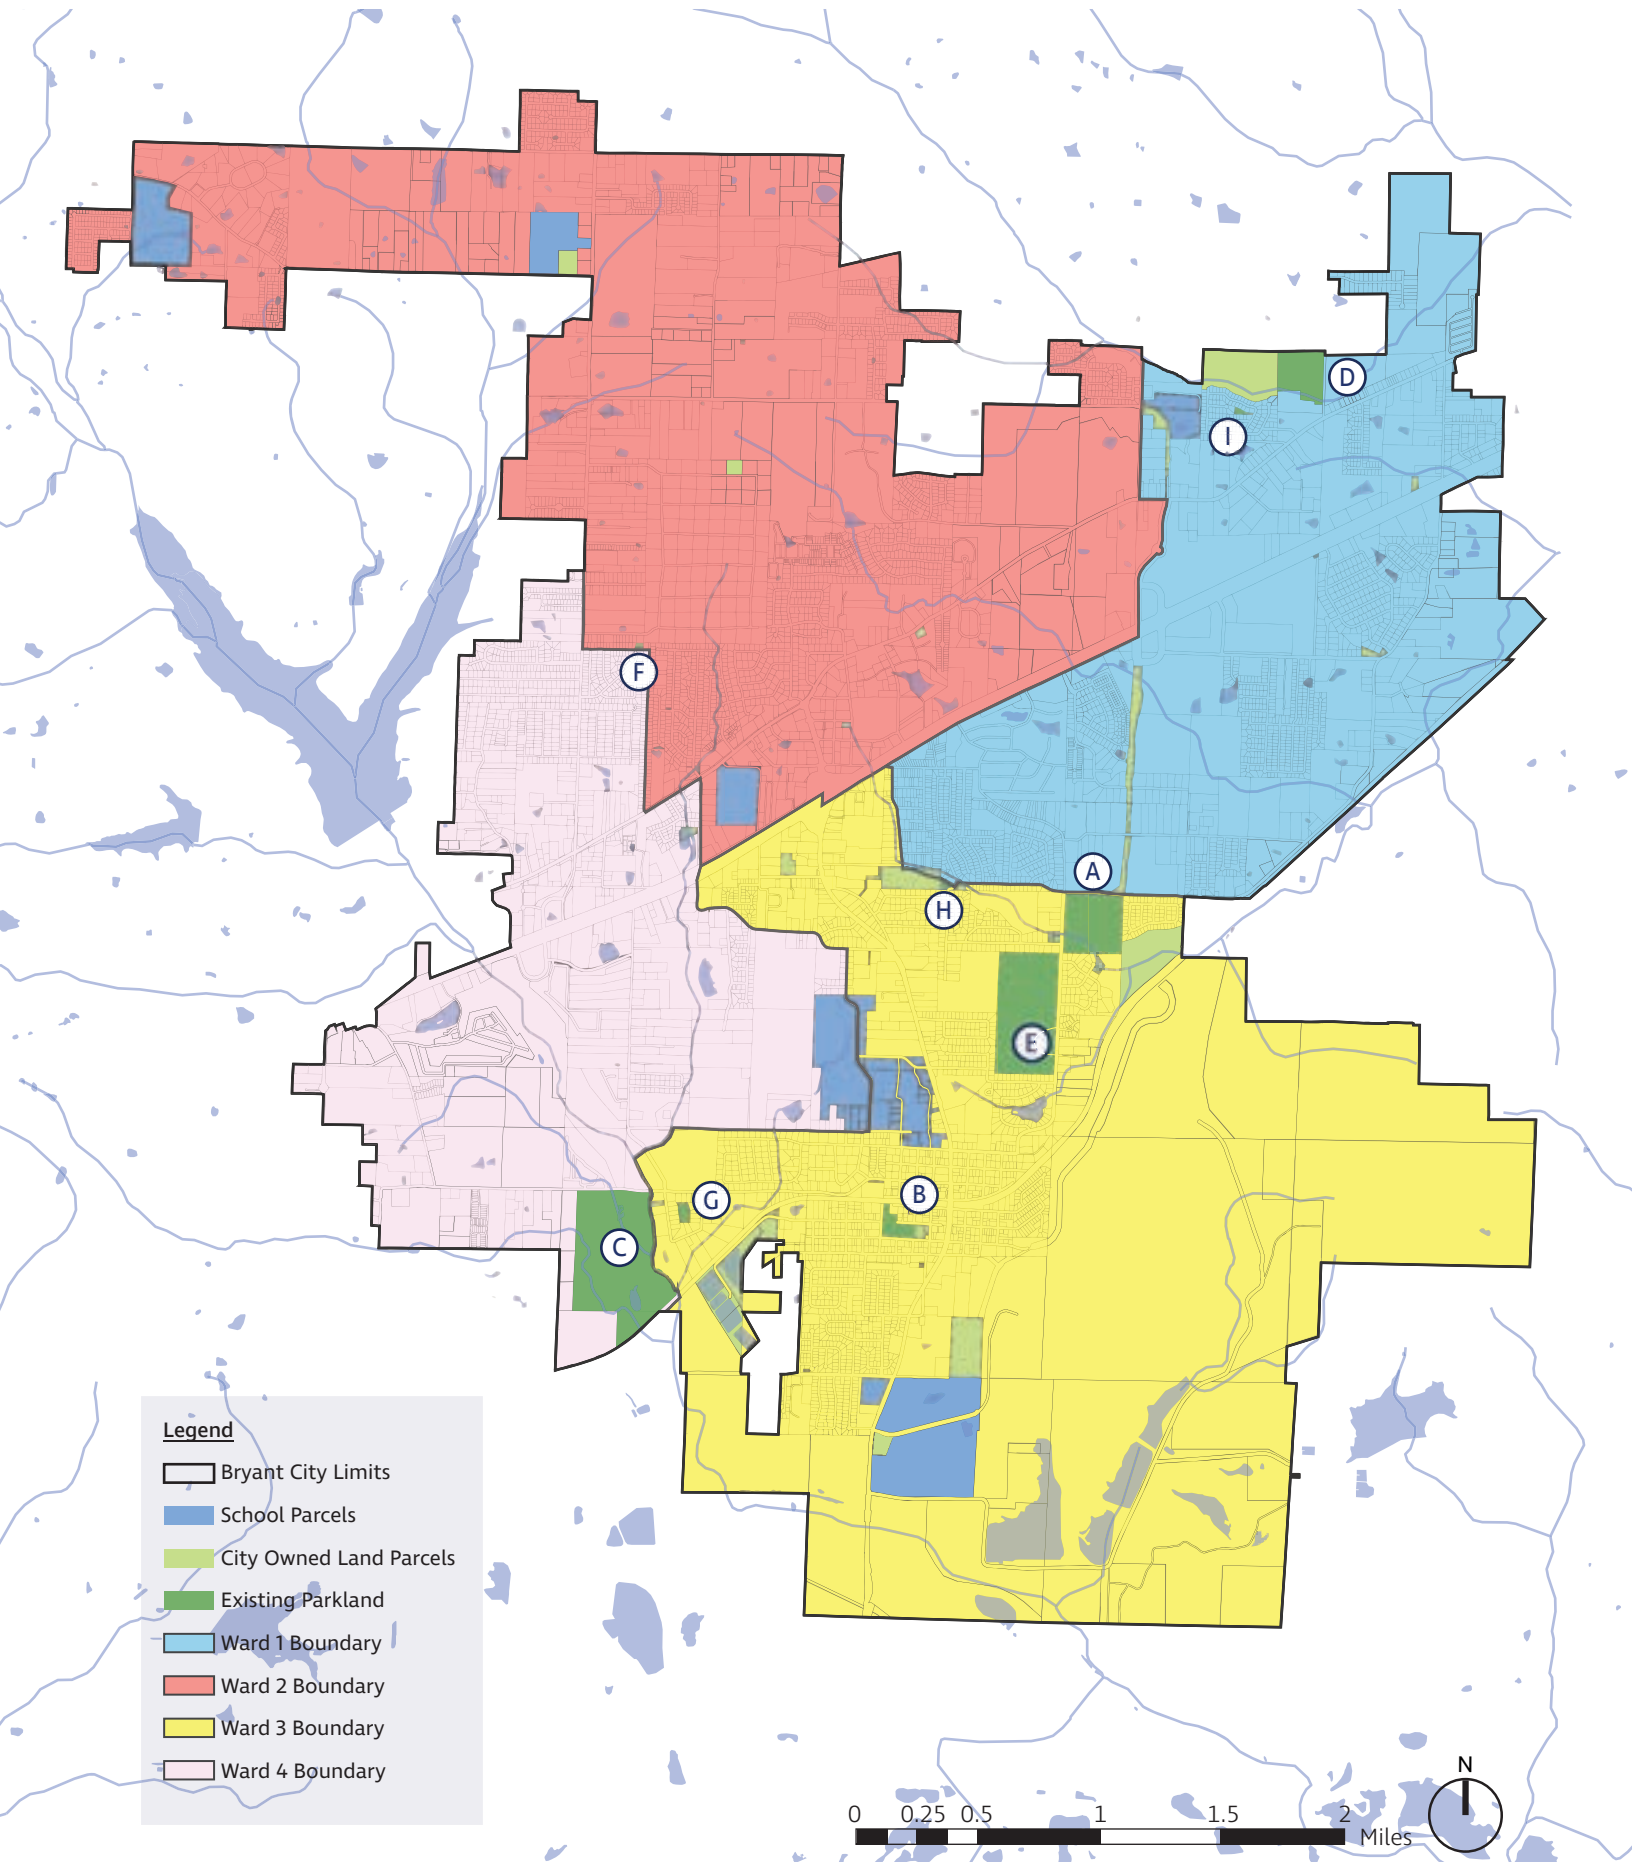 D
I
F
A
H
E
B
G
C
Legend
Bryant City Limits
School Parcels
City Owned Land Parcels
Existing Parkland
Ward 1 Boundary
Ward 2 Boundary
Ward 3 Boundary
Ward 4 Boundary
N
0 0.25 0.5 1 1.5 2
Miles